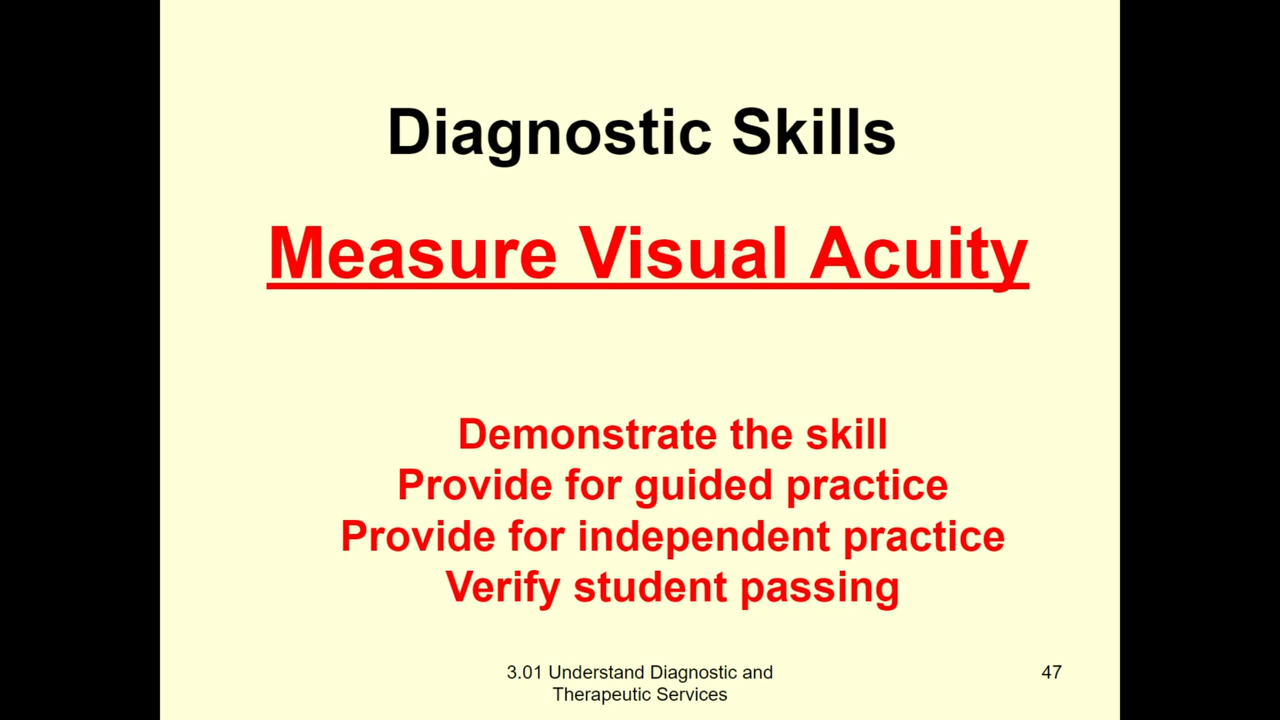 Diagnostic Skills
Measure Visual Acuity
Demonstrate the skill
Provide for guided practice
Provide for independent practice
Verify student passing
3.01 Understand Diagnostic and
Therapeutic Services
47